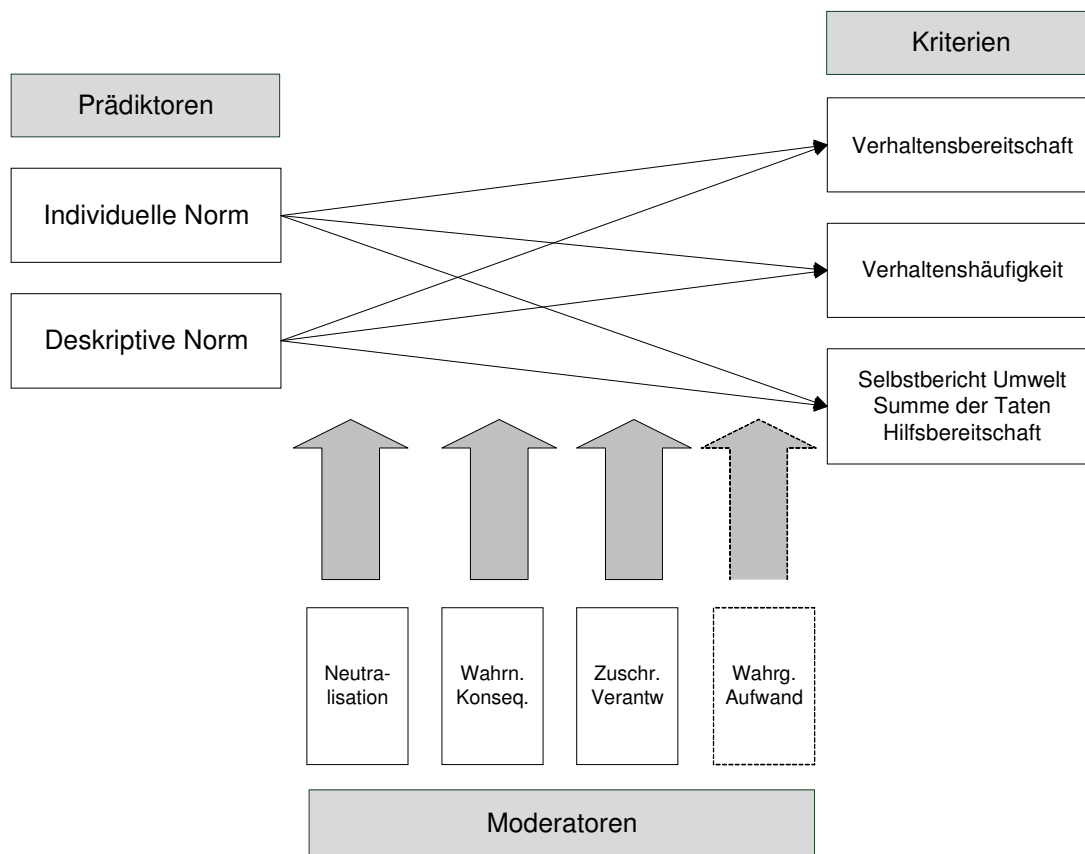 Kriterien
Prädiktoren
Verhaltensbereitschaft
Individuelle Norm
Verhaltenshäufigkeit
Deskriptive Norm
Selbstbericht Umwelt
Summe der Taten
Hilfsbereitschaft
Neutra-
lisation
Wahrn.
Konseq.
Zuschr.
Verantw
Wahrg.
Aufwand
Moderatoren